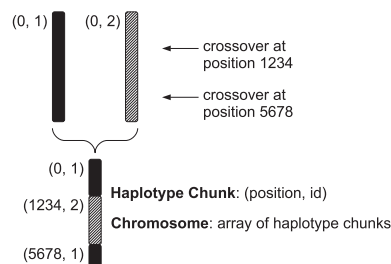 (0, 1)
(0, 2)
crossover at
position 1234
crossover at
position 5678
(0, 1)
Haplotype Chunk: (position, id)
(1234, 2)
Chromosome: array of haplotype chunks
(5678, 1)